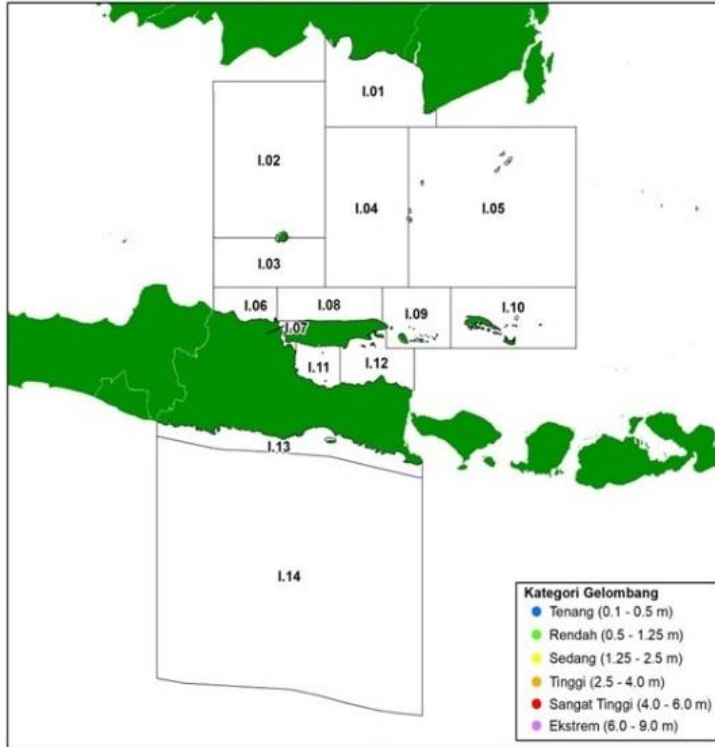 I.01
I.02
I.04
I.05
I.03
I.06
I.08
I.09
I.10
I.07
I.11
I.12
I.13
I.14
Kategori Gelombang
Tenang (0.1 - 0.5 m)
Rendah (0.5 - 1.25 m)
Sedang (1.25 - 2.5 m)
Tinggi (2.5 - 4.0 m)
Sangat Tinggi (4.0 - 6.0 m)
Ekstrem (6.0 - 9.0 m)